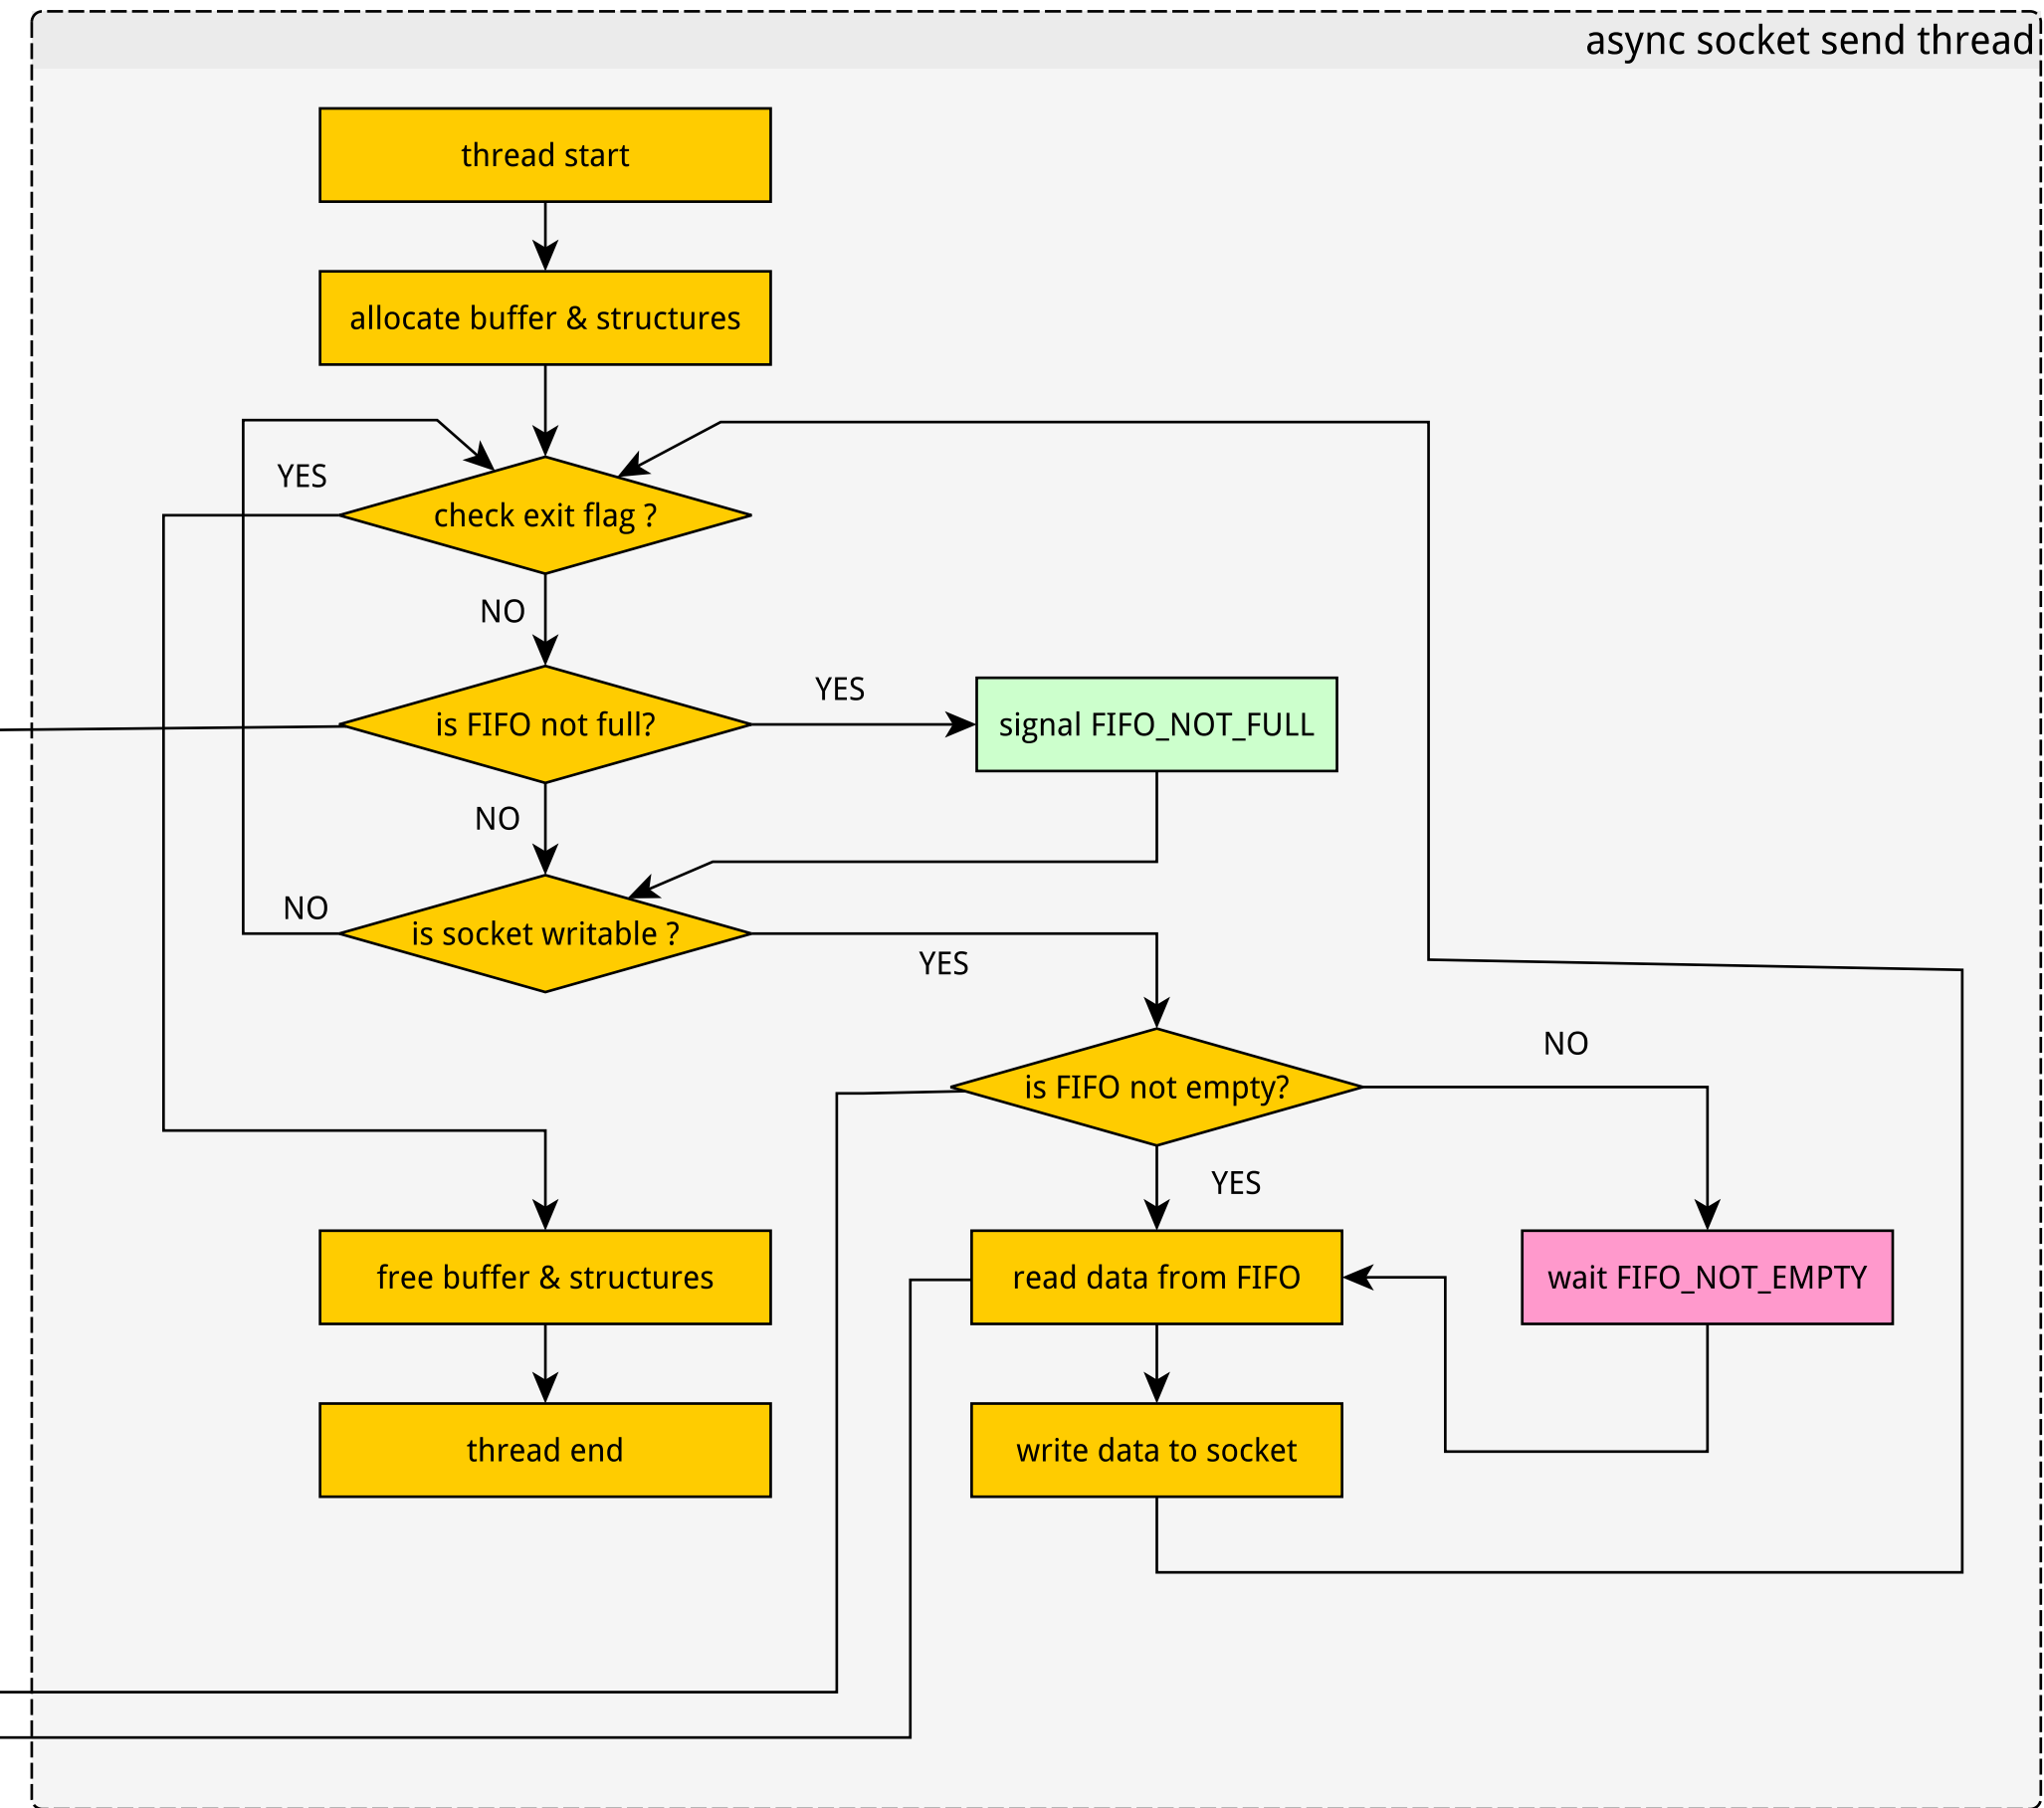 async socket send thread
thread start
allocate buffer & structures
YES
check exit flag ?
NO
is FIFO not full?
YES
signal FIFO_NOT_FULL
NO
NO
is socket writable ?
YES
NO
is FIFO not empty?
YES
free buffer & structures
read data from FIFO
wait FIFO_NOT_EMPTY
thread end
write data to socket